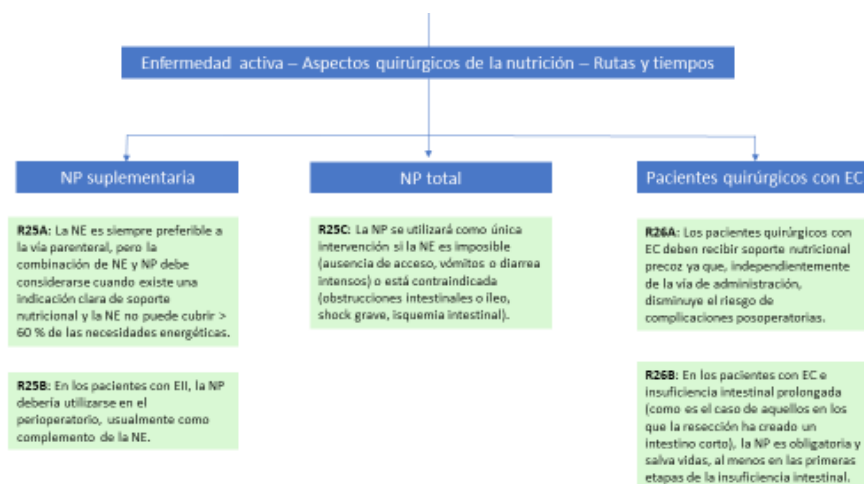 Enfermedad activa – Aspectos quirúrgicos de la nutrición – Rutas y tiempos
NP suplementaria
R25A: La NE es siempre preferible a
la vía parenteral, pero la
combinación de NE y NP debe
considerarse cuando existe una
indicación clara de soporte
nutricional y la NE no puede cubrir >
60 % de las necesidades energéticas.
R25B: En los pacientes con EII, la NP
debería utilizarse en el
perioperatorio, usualmente como
complemento de la NE.
NP total
R25C: La NP se utilizará como única
intervención si la NE es imposible
(ausencia de acceso, vómitos o diarrea
intensos) o está contraindicada
(obstrucciones intestinales o íleo,
shock grave, isquemia intestinal).
Pacientes quirúrgicos con EC
R26A: Los pacientes quirúrgicos con
EC deben recibir soporte nutricional
precoz ya que, independientemente
de la vía de administración,
disminuye el riesgo de
complicaciones posoperatorias.
R26B: En los pacientes con EC e
insuficiencia intestinal prolongada
(como es el caso de aquellos en los
que la resección ha creado un
intestino corto), la NP es obligatoria y
salva vidas, al menos en las primeras
etapas de la insuficiencia intestinal.